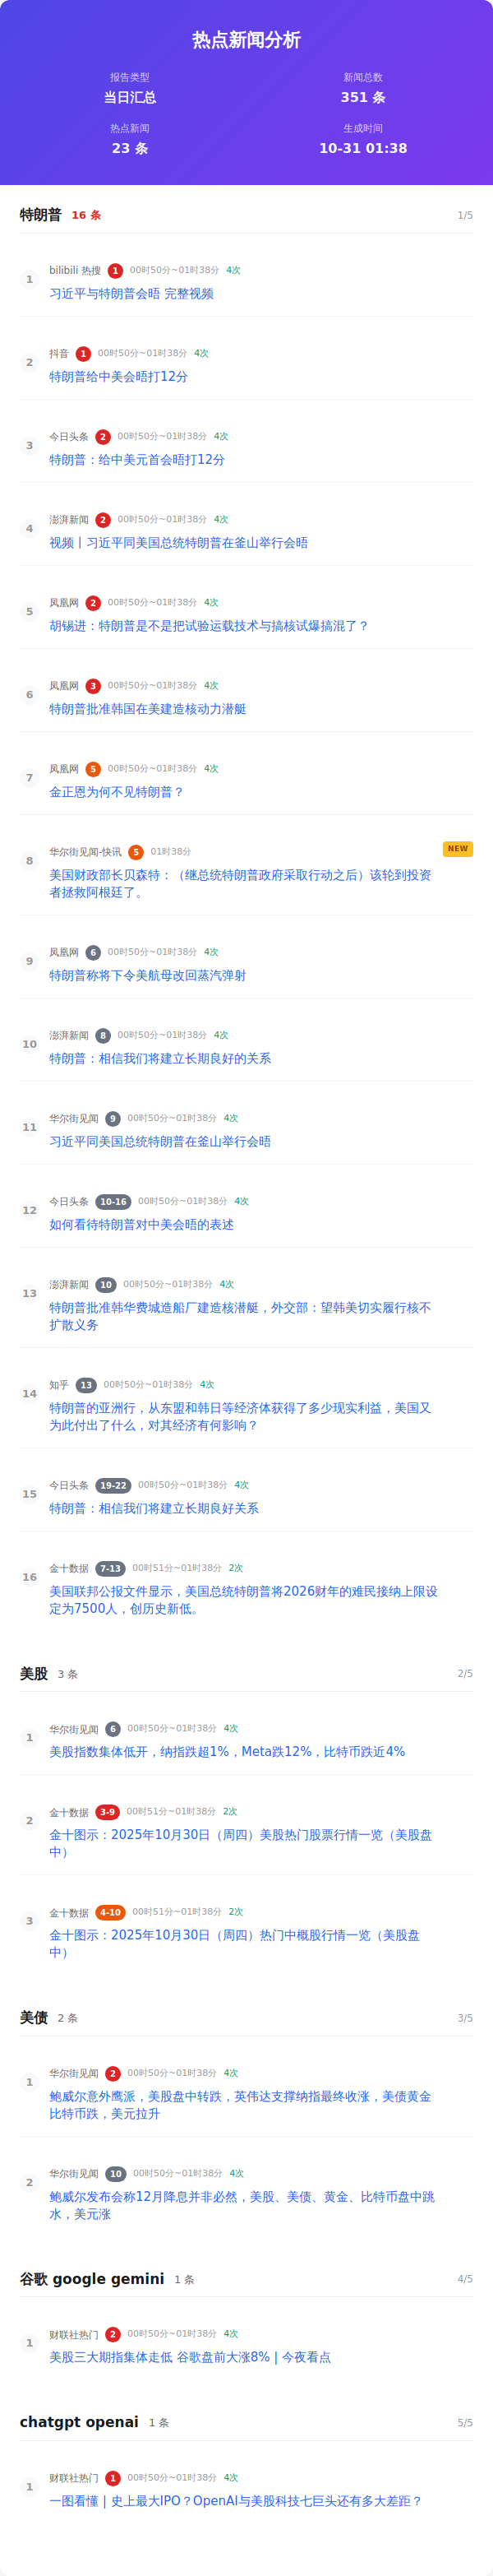 热点新闻分析
报告类型 新闻总数
当日汇总 351 条
热点新闻 生成时间
23 条 10-31 01:38
特朗普 16 条 1/5
1 bilibili 热搜 1 00时50分~01时38分 4次
习近平与特朗普会晤 完整视频
2 抖音 1 00时50分~01时38分 4次
特朗普给中美会晤打12分
3 今日头条 2 00时50分~01时38分 4次
特朗普：给中美元首会晤打12分
4 澎湃新闻 2 00时50分~01时38分 4次
视频丨习近平同美国总统特朗普在釜山举行会晤
5 凤凰网 2 00时50分~01时38分 4次
胡锡进：特朗普是不是把试验运载技术与搞核试爆搞混了？
6 凤凰网 3 00时50分~01时38分 4次
特朗普批准韩国在美建造核动力潜艇
7 凤凰网 5 00时50分~01时38分 4次
金正恩为何不见特朗普？
8 华尔街见闻-快讯 5 01时38分 NEW
美国财政部长贝森特：（继总统特朗普政府采取行动之后）该轮到投资
者拯救阿根廷了。
9 凤凰网 6 00时50分~01时38分 4次
特朗普称将下令美航母改回蒸汽弹射
10 澎湃新闻 8 00时50分~01时38分 4次
特朗普：相信我们将建立长期良好的关系
11 华尔街见闻 9 00时50分~01时38分 4次
习近平同美国总统特朗普在釜山举行会晤
12 今日头条 10-16 00时50分~01时38分 4次
如何看待特朗普对中美会晤的表述
13 澎湃新闻 10 00时50分~01时38分 4次
特朗普批准韩华费城造船厂建造核潜艇，外交部：望韩美切实履行核不
扩散义务
14 知乎 13 00时50分~01时38分 4次
特朗普的亚洲行，从东盟和韩日等经济体获得了多少现实利益，美国又
为此付出了什么，对其经济有何影响？
15 今日头条 19-22 00时50分~01时38分 4次
特朗普：相信我们将建立长期良好关系
16 金十数据 7-13 00时51分~01时38分 2次
美国联邦公报文件显示，美国总统特朗普将2026财年的难民接纳上限设
定为7500人，创历史新低。
美股 3 条 2/5
1 华尔街见闻 6 00时50分~01时38分 4次
美股指数集体低开，纳指跌超1%，Meta跌12%，比特币跌近4%
2 金十数据 3-9 00时51分~01时38分 2次
金十图示：2025年10月30日（周四）美股热门股票行情一览（美股盘
中）
3 金十数据 4-10 00时51分~01时38分 2次
金十图示：2025年10月30日（周四）热门中概股行情一览（美股盘
中）
美债 2 条 3/5
1 华尔街见闻 2 00时50分~01时38分 4次
鲍威尔意外鹰派，美股盘中转跌，英伟达支撑纳指最终收涨，美债黄金
比特币跌，美元拉升
2 华尔街见闻 10 00时50分~01时38分 4次
鲍威尔发布会称12月降息并非必然，美股、美债、黄金、比特币盘中跳
水，美元涨
谷歌 google gemini 1 条 4/5
1 财联社热门 2 00时50分~01时38分 4次
美股三大期指集体走低 谷歌盘前大涨8% | 今夜看点
chatgpt openai 1 条 5/5
1 财联社热门 1 00时50分~01时38分 4次
一图看懂 | 史上最大IPO？OpenAI与美股科技七巨头还有多大差距？